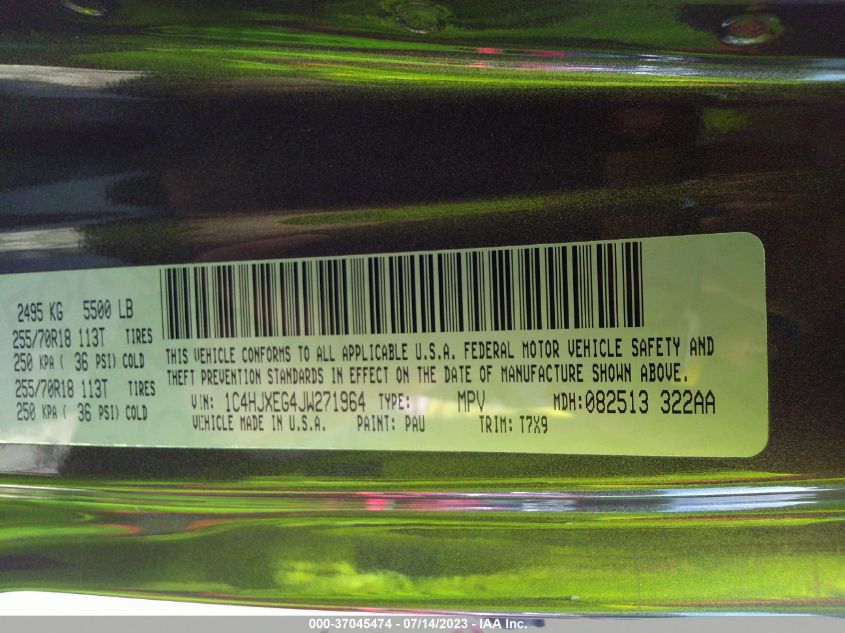 2495 KG 5500 LB
255/70R18 113T TIRES
250 KPA ( 36 PSI) COLD
255/70R18 113T TIRES
250 KPA ( 36 PSI) COLD
THIS VEHICLE CONFORMS TO ALL APPLICABLE U.S.A. FEDERAL MOTOR VEHICLE SAFETY AND
THEFT PREVENTION STANDARDS IN EFFECT ON THE DATE OF MANUFACTURE SHOWN ABOVE.
VIN: 1C4HJXEG4JW271964 TYPE: MPV MDH:082513 322AA
VEHICLE MADE IN U.S.A. PAINT: PAU TRIM: T7X9
000-37045474 - 07/14/2023 - IAA Inc.